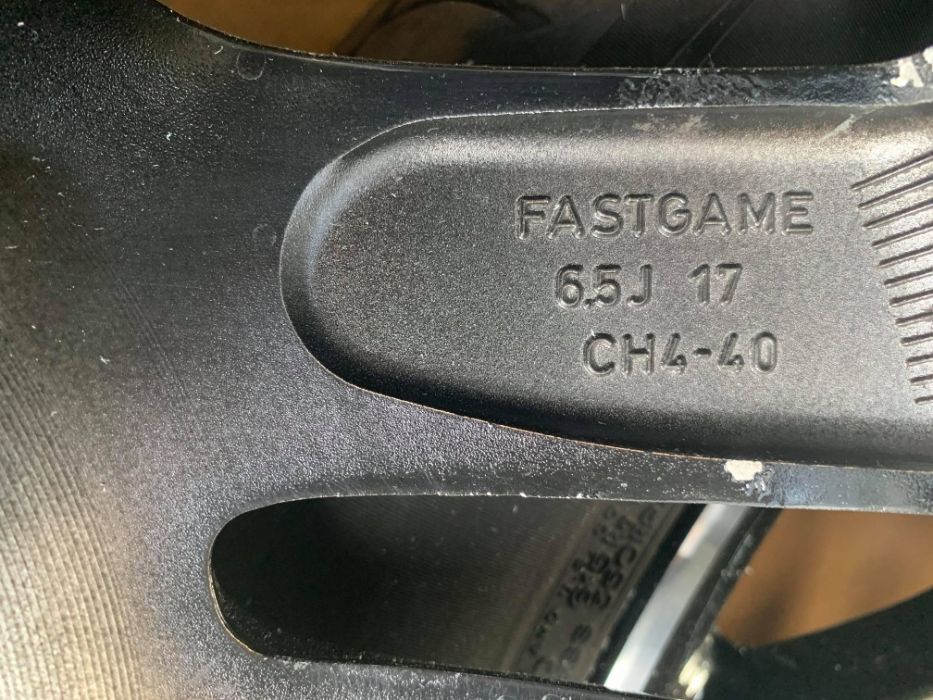 FASTGAME
6.5J 17
CH4-40